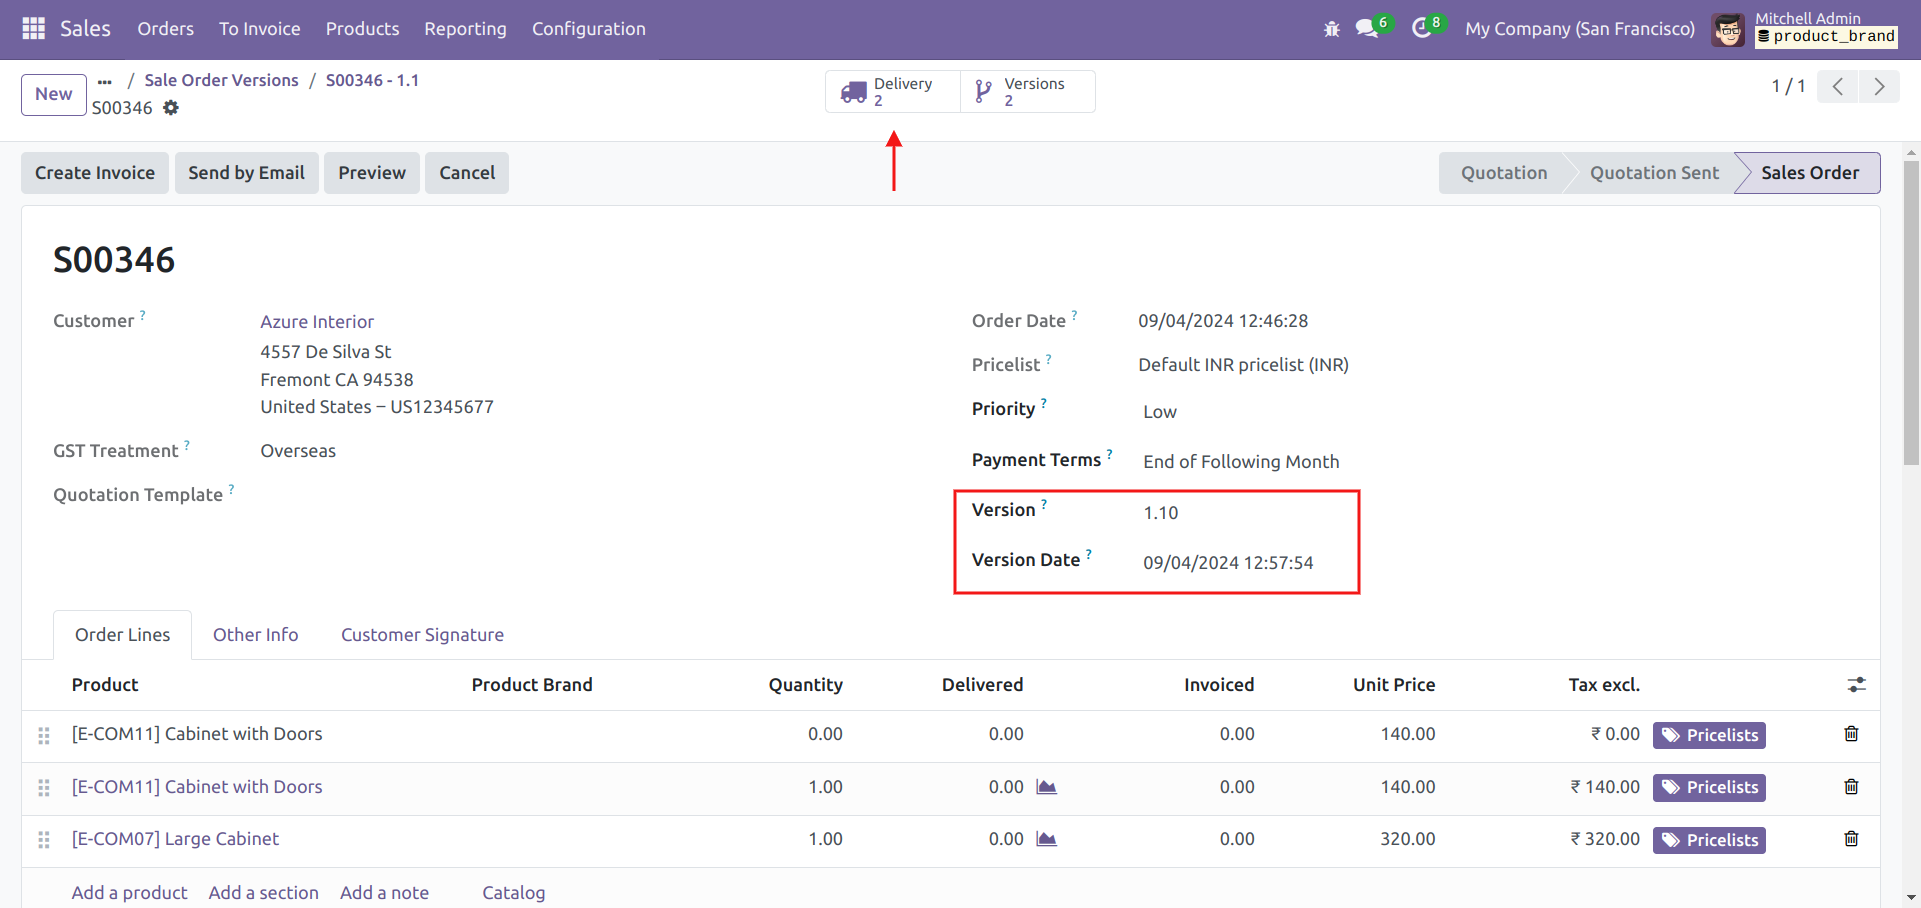 Sales Orders To Invoice Products Reporting Configuration 6 8 My Company (San Francisco) Mitchell Admin
product_brand
New ... / Sale Order Versions / S00346 - 1.1
S00346
Delivery
2
Versions
2
1 / 1
Create Invoice Send by Email Preview Cancel
Quotation Quotation Sent Sales Order
S00346
Customer ? Azure Interior
4557 De Silva St
Fremont CA 94538
United States – US12345677
GST Treatment ? Overseas
Quotation Template ?
Order Date ? 09/04/2024 12:46:28
Pricelist ? Default INR pricelist (INR)
Priority ? Low
Payment Terms ? End of Following Month
Version ? 1.10
Version Date ? 09/04/2024 12:57:54
Order Lines Other Info Customer Signature
Product Product Brand Quantity Delivered Invoiced Unit Price Tax excl.
[E-COM11] Cabinet with Doors 0.00 0.00 0.00 140.00 ₹ 0.00 Pricelists
[E-COM11] Cabinet with Doors 1.00 0.00 0.00 140.00 ₹ 140.00 Pricelists
[E-COM07] Large Cabinet 1.00 0.00 0.00 320.00 ₹ 320.00 Pricelists
Add a product Add a section Add a note Catalog